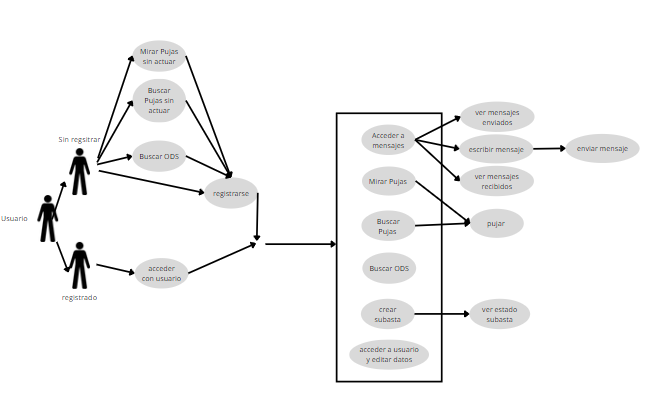 Mirar Pujas
sin actuar
Buscar
Pujas sin
actuar
Sin regsitrar
Buscar ODS
registrarse
Usuario
acceder
con usuario
registrado
Acceder a
mensajes
Mirar Pujas
Buscar
Pujas
Buscar ODS
crear
subasta
acceder a usuario
y editar datos
ver mensajes
enviados
escribir mensaje
enviar mensaje
ver mensajes
recibidos
pujar
ver estado
subasta